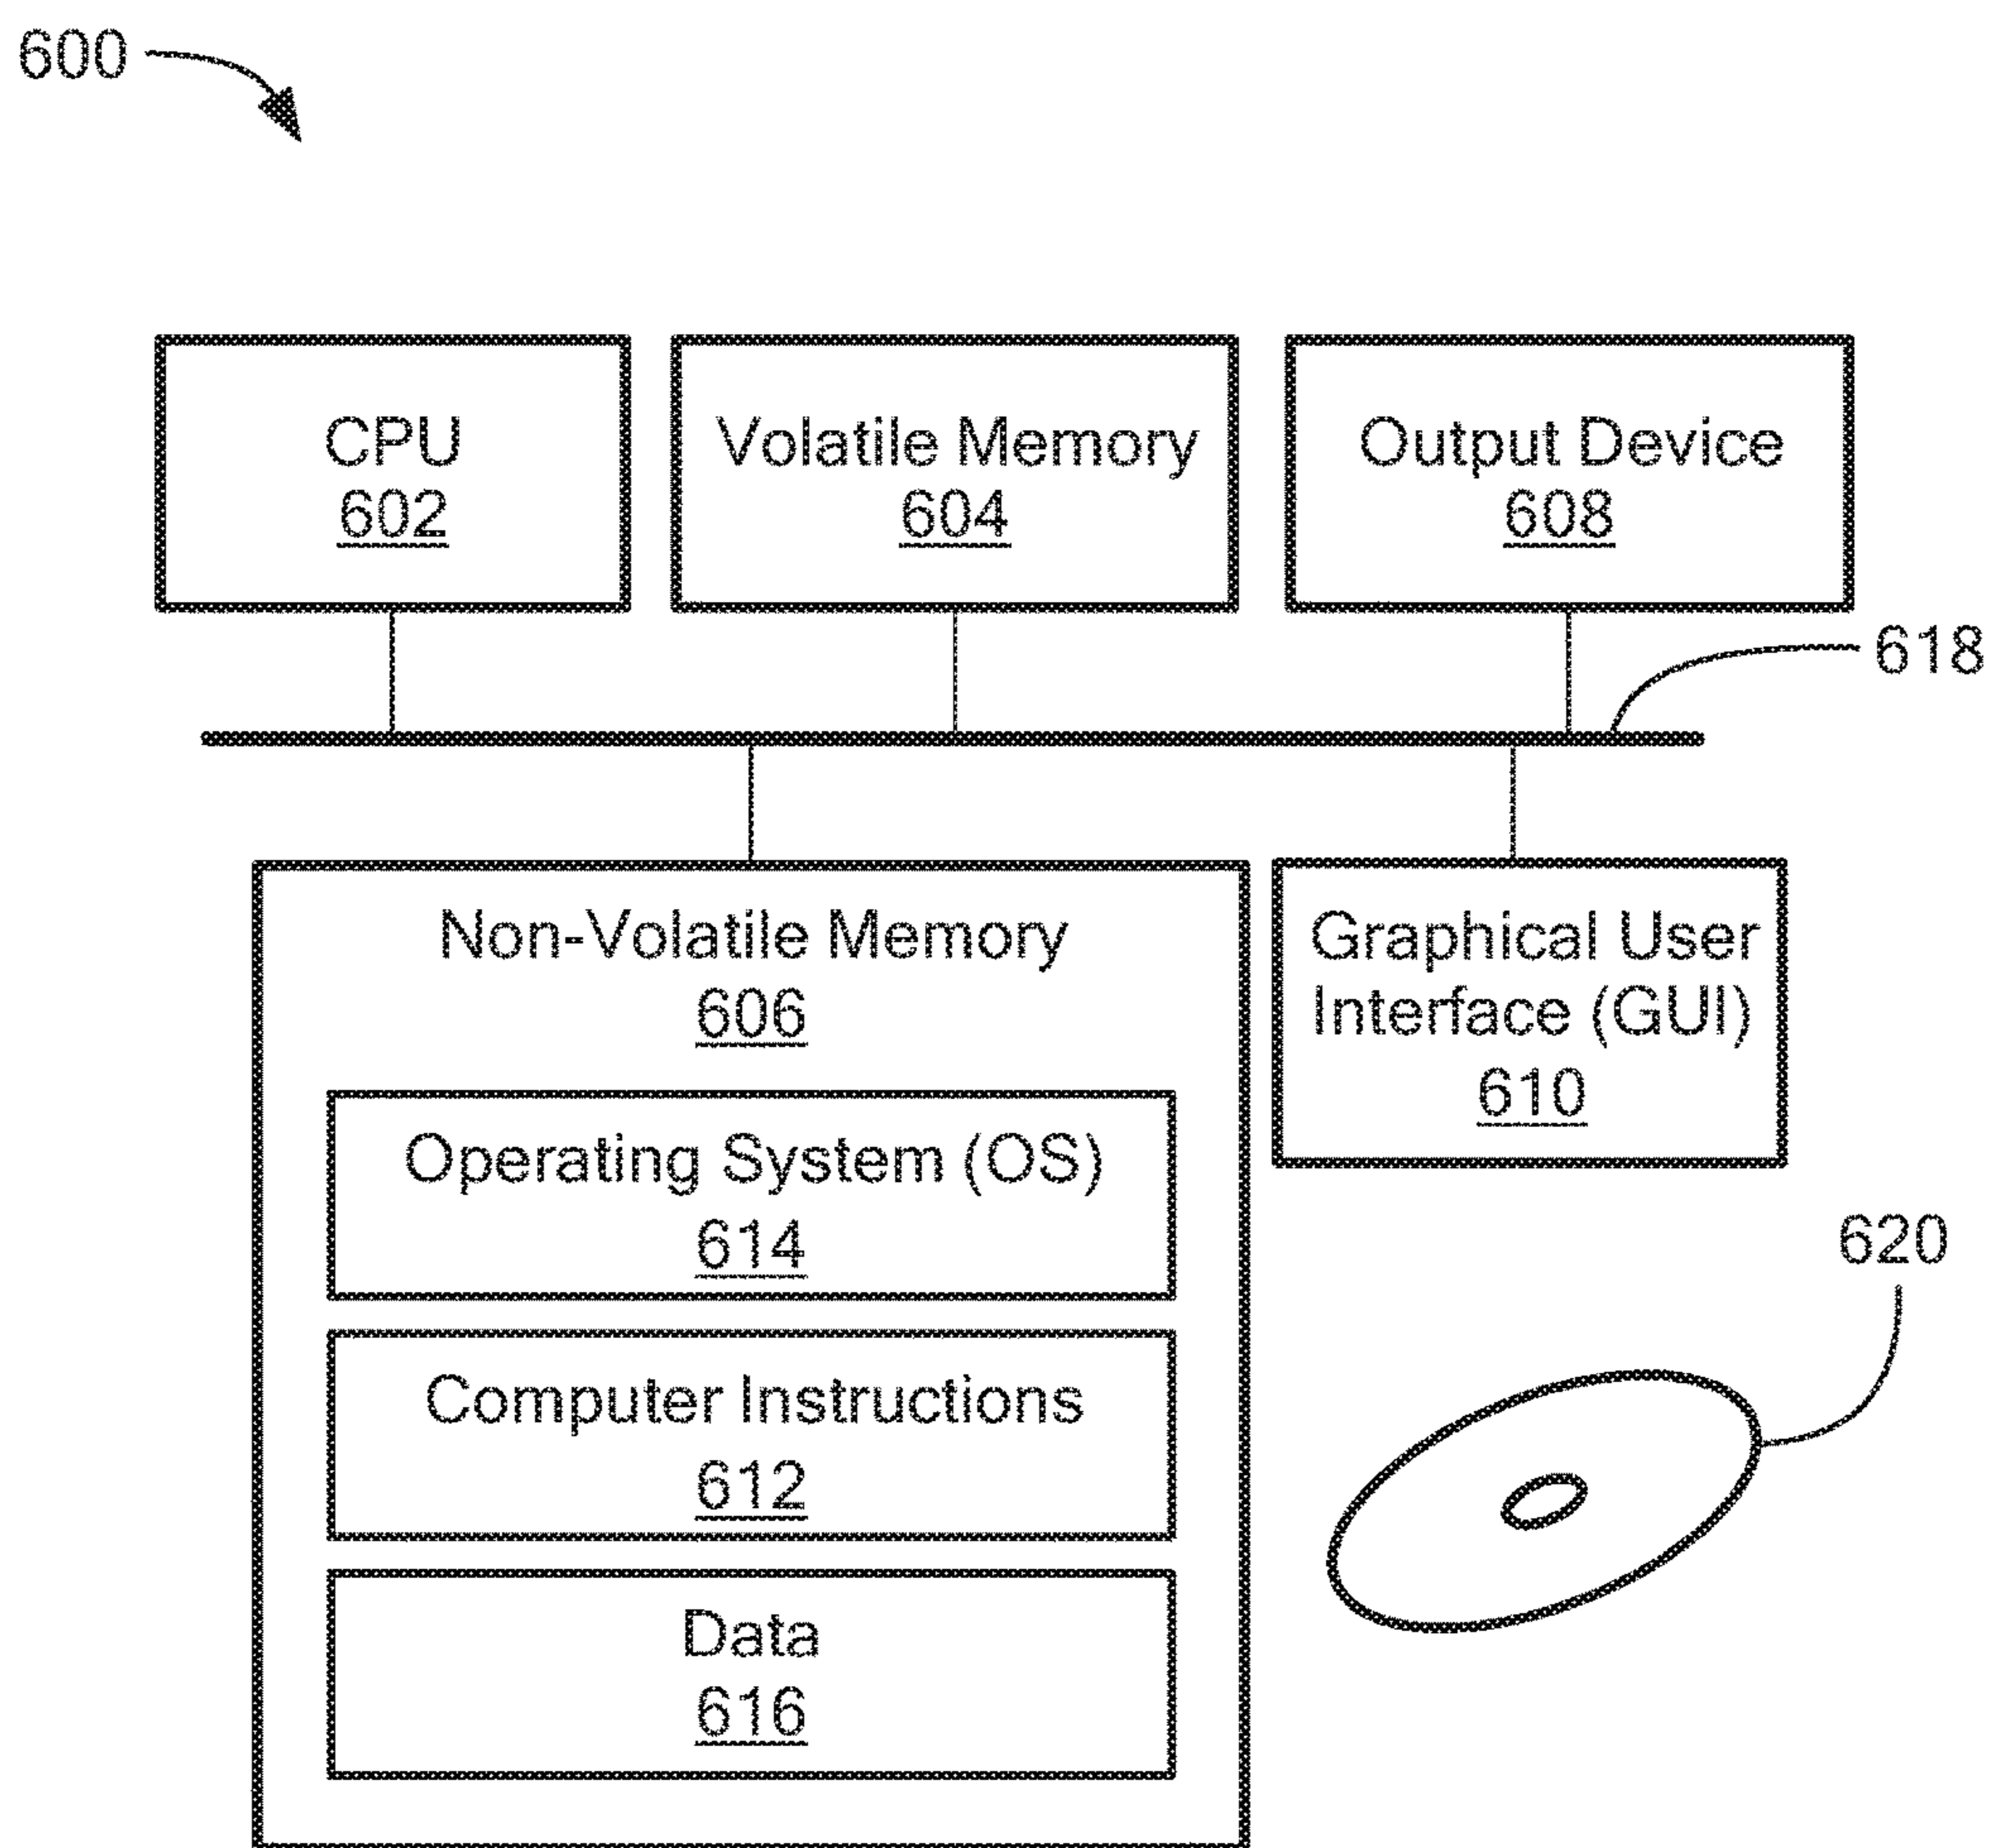 600
CPU
602
Volatile Memory
604
Output Device
608
618
Non-Volatile Memory
606
Graphical User
Interface (GUI)
610
Operating System (OS)
614
Computer Instructions
612
Data
616
620